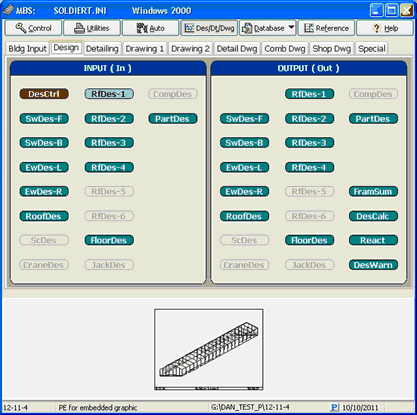 MBS: SOLDIERT.INI Windows 2000
Control Utilities Auto Des/Dt/Dwg Database Reference Help
Bldg Input Design Detailing Drawing 1 Drawing 2 Detail Dwg Comb Dwg Shop Dwg Special
INPUT ( In ) OUTPUT ( Out )
DesCtrl RfDes-1 CompDes RfDes-1 CompDes
SwDes-F RfDes-2 PartDes SwDes-F RfDes-2 PartDes
SwDes-B RfDes-3 SwDes-B RfDes-3
EwDes-L RfDes-4 EwDes-L RfDes-4
EwDes-R RfDes-5 EwDes-R RfDes-5 FramSum
RoofDes RfDes-6 RoofDes RfDes-6 DesCalc
ScDes FloorDes ScDes FloorDes React
CraneDes JackDes CraneDes JackDes DesWarn
12-11-4 PE for embedded graphic G:\DAN_TEST_P\12-11-4 P 10/10/2011